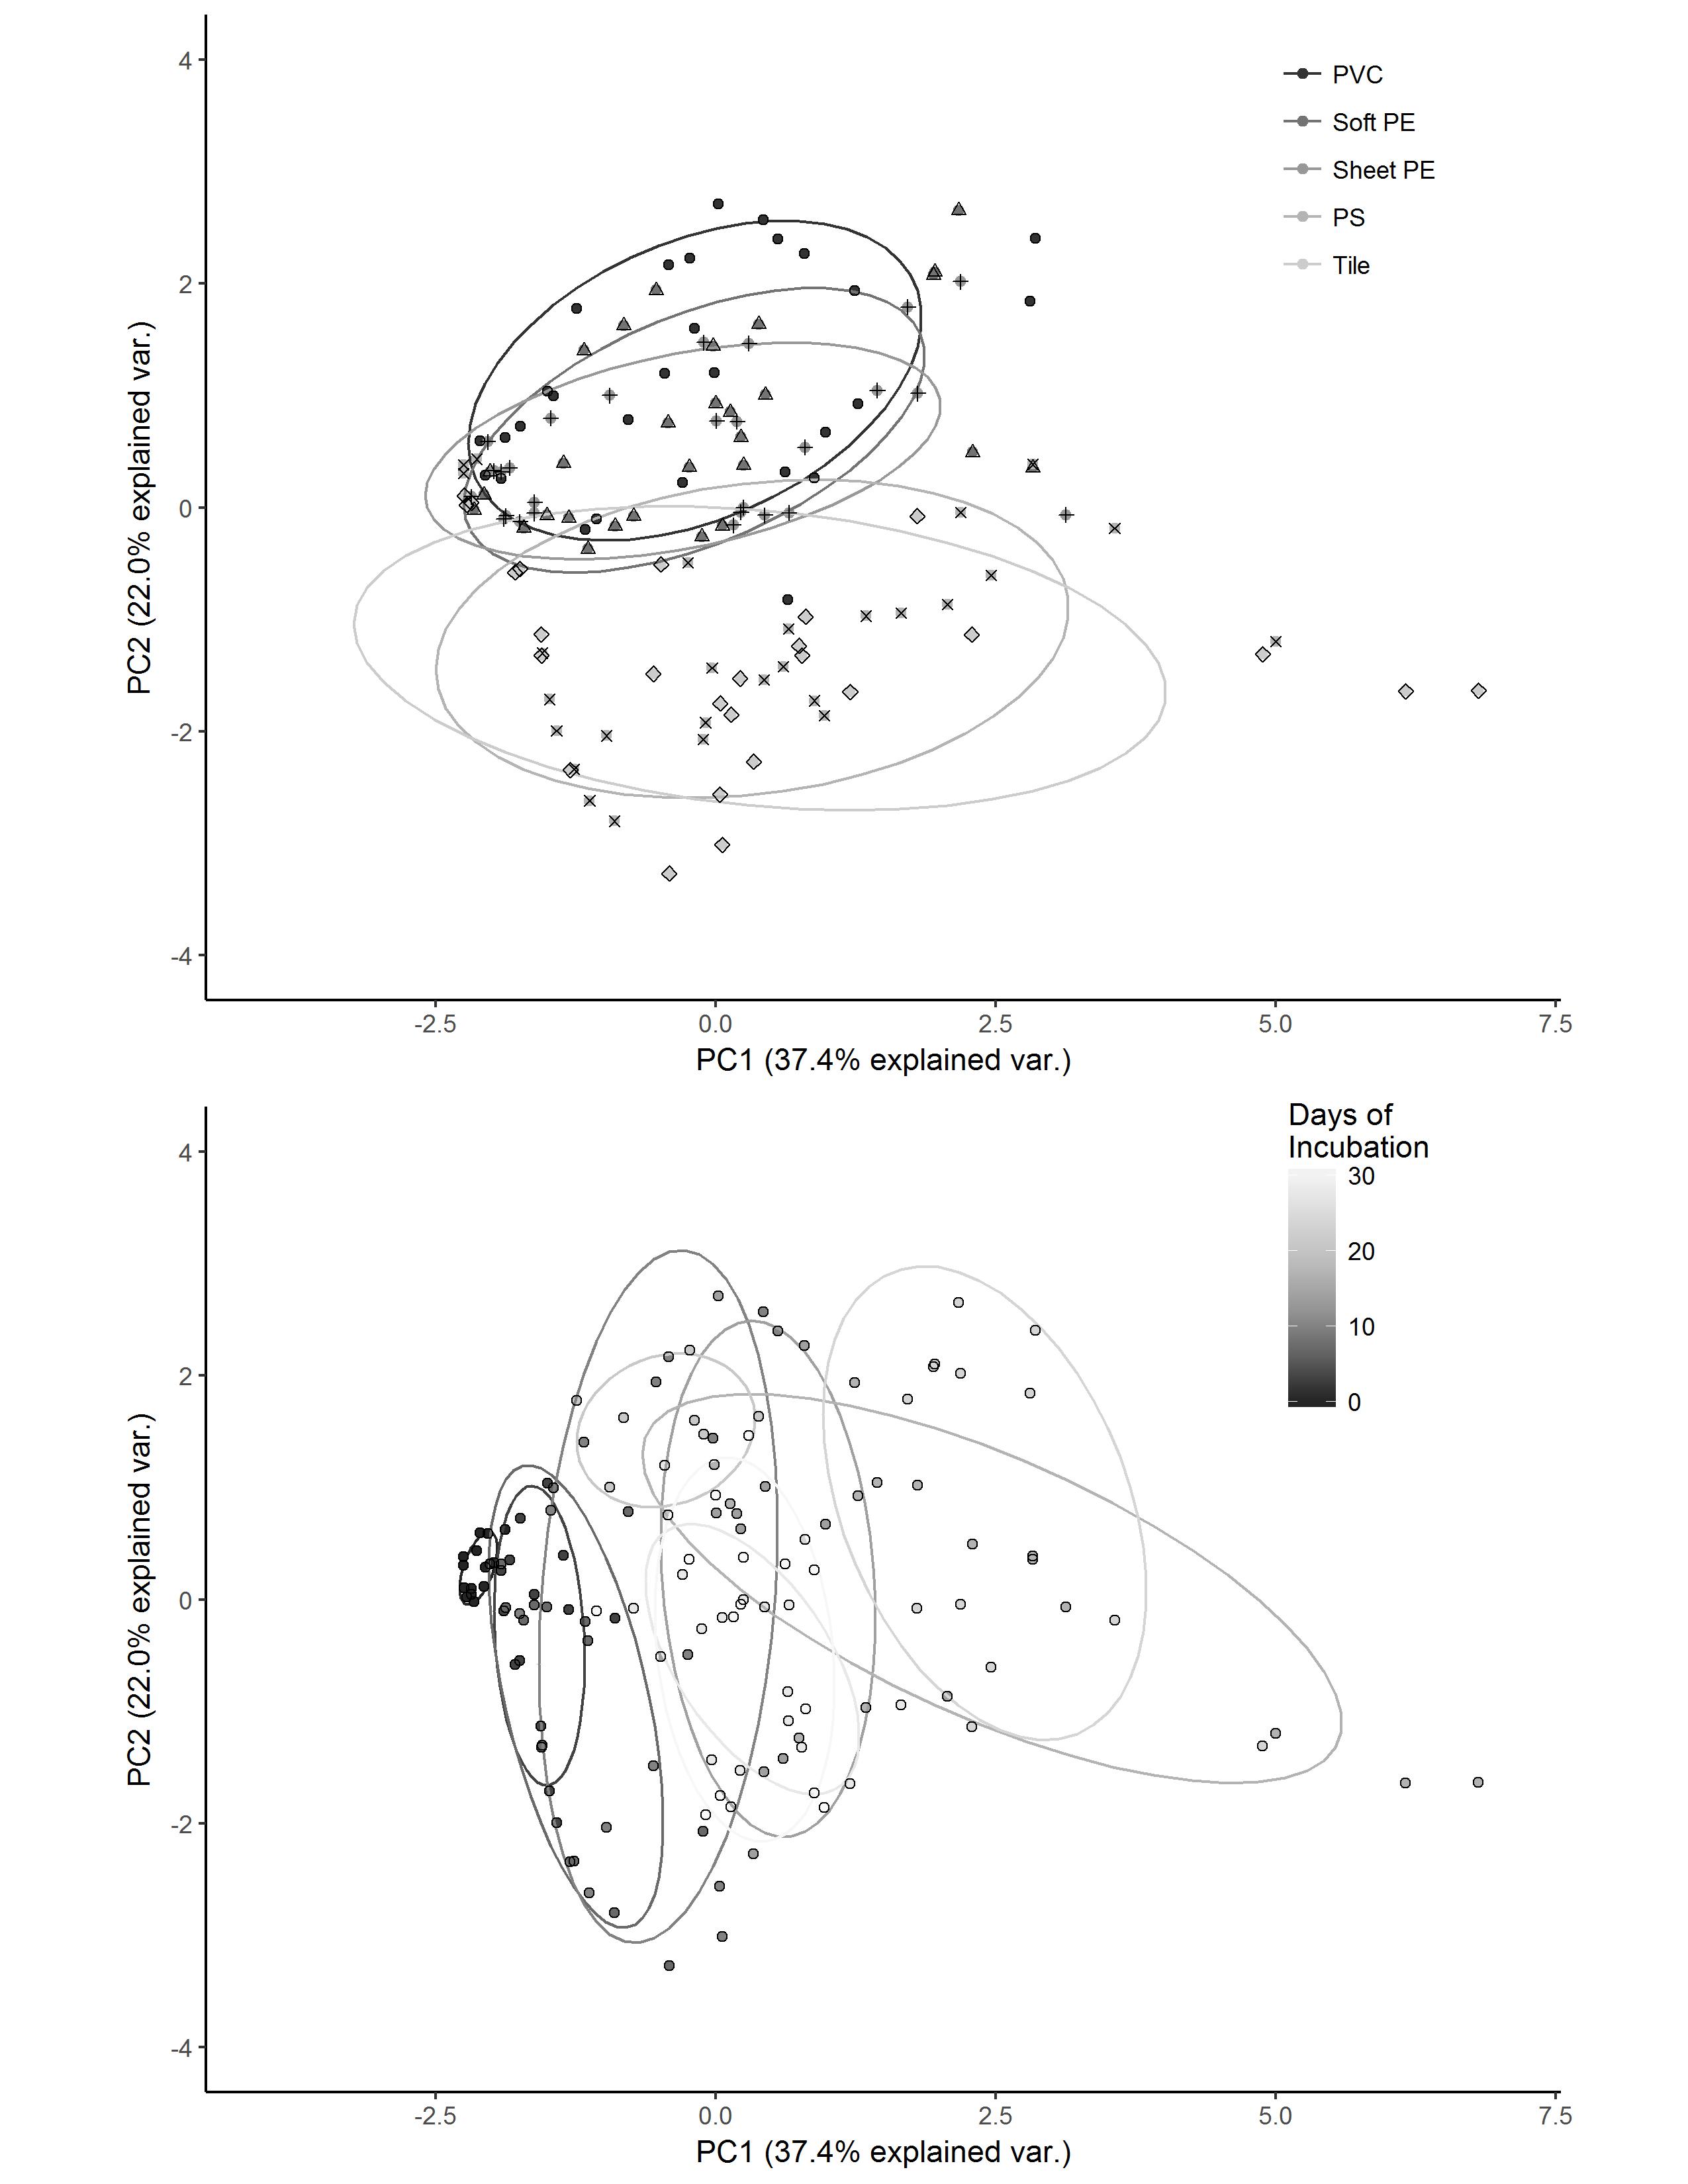 4
2
0
-2
-4
PC2 (22.0% explained var.)
PVC
Soft PE
Sheet PE
PS
Tile
-2.5 0.0 2.5 5.0 7.5
PC1 (37.4% explained var.)
Days of
Incubation
30
20
10
0
4
2
0
-2
-4
PC2 (22.0% explained var.)
-2.5 0.0 2.5 5.0 7.5
PC1 (37.4% explained var.)